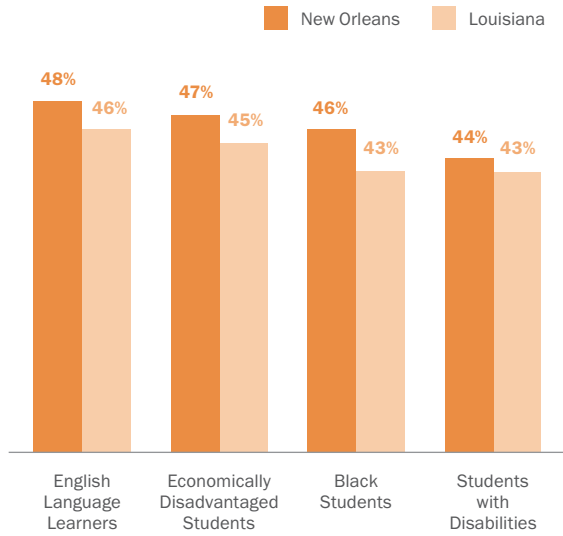 New Orleans
Louisiana
48%
46%
47%
45%
46%
43%
44%
43%
English
Language
Learners
Economically
Disadvantaged
Students
Black
Students
Students
with
Disabilities